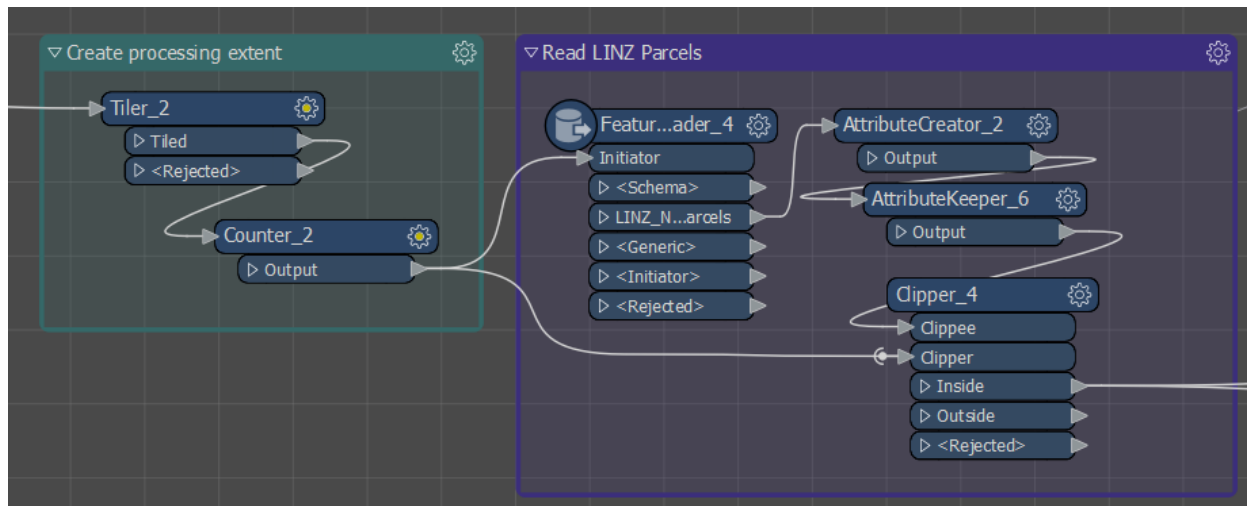 Create processing extent
Tiler_2
Tiled
<Rejected>
Counter_2
Output
Read LINZ Parcels
Featur...ader_4
Initiator
<Schema>
LINZ_N...arcels
<Generic>
<Initiator>
<Rejected>
AttributeCreator_2
Output
AttributeKeeper_6
Output
Clipper_4
Clippee
Clipper
Inside
Outside
<Rejected>